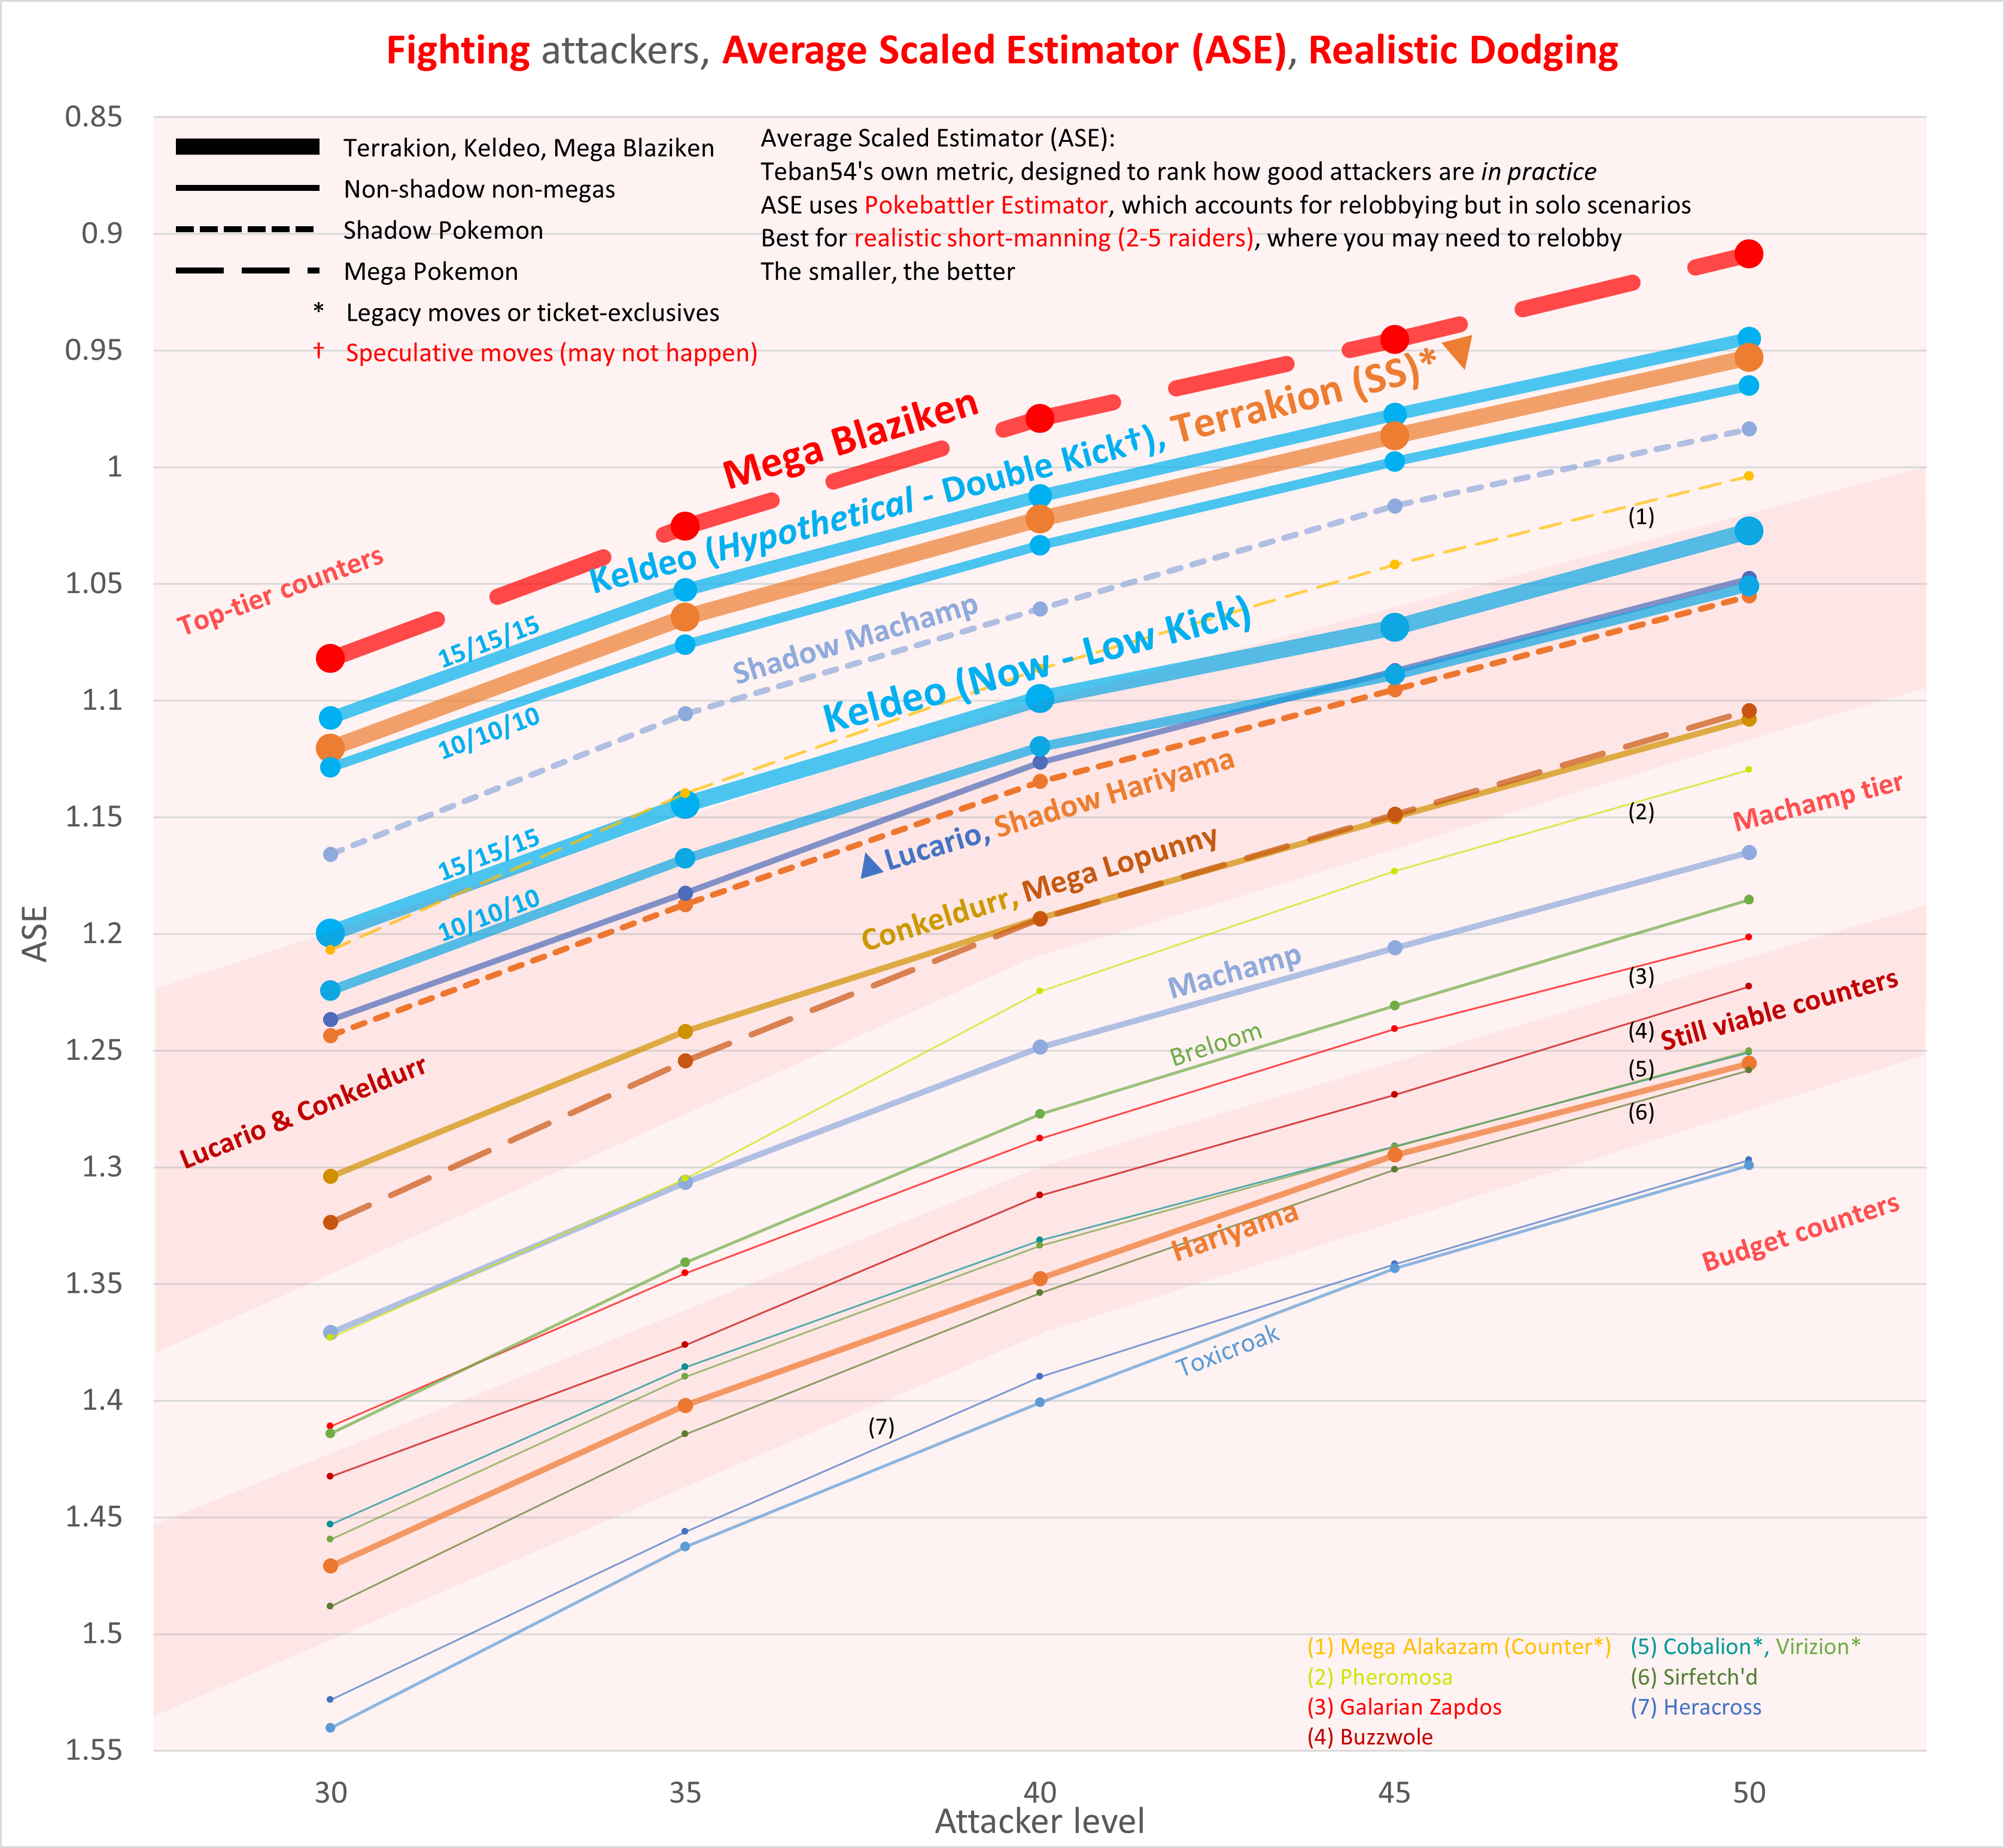 Fighting attackers, Average Scaled Estimator (ASE), Realistic Dodging
Terrakion, Keldeo, Mega Blaziken
Non-shadow non-megas
Shadow Pokemon
Mega Pokemon
* Legacy moves or ticket-exclusives
† Speculative moves (may not happen)
Average Scaled Estimator (ASE):
Teban54's own metric, designed to rank how good attackers are in practice
ASE uses Pokebattler Estimator, which accounts for relobbying but in solo scenarios
Best for realistic short-manning (2-5 raiders), where you may need to relobby
The smaller, the better
0.85
0.9
0.95
1
1.05
1.1
1.15
1.2
1.25
1.3
1.35
1.4
1.45
1.5
1.55
ASE
Mega Blaziken
Keldeo (Hypothetical - Double Kick†), Terrakion (SS)*
Top-tier counters
15/15/15
10/10/10
Shadow Machamp
(1)
Keldeo (Now - Low Kick)
15/15/15
10/10/10
Lucario, Shadow Hariyama
Conkeldurr, Mega Lopunny
Lucario & Conkeldurr
(2)
Machamp tier
Machamp
Breloom
(3)
(4)
Still viable counters
(5)
(6)
Hariyama
Budget counters
Toxicroak
(7)
(1) Mega Alakazam (Counter*)
(2) Pheromosa
(3) Galarian Zapdos
(4) Buzzwole
(5) Cobalion*, Virizion*
(6) Sirfetch'd
(7) Heracross
30
35
40
45
50
Attacker level